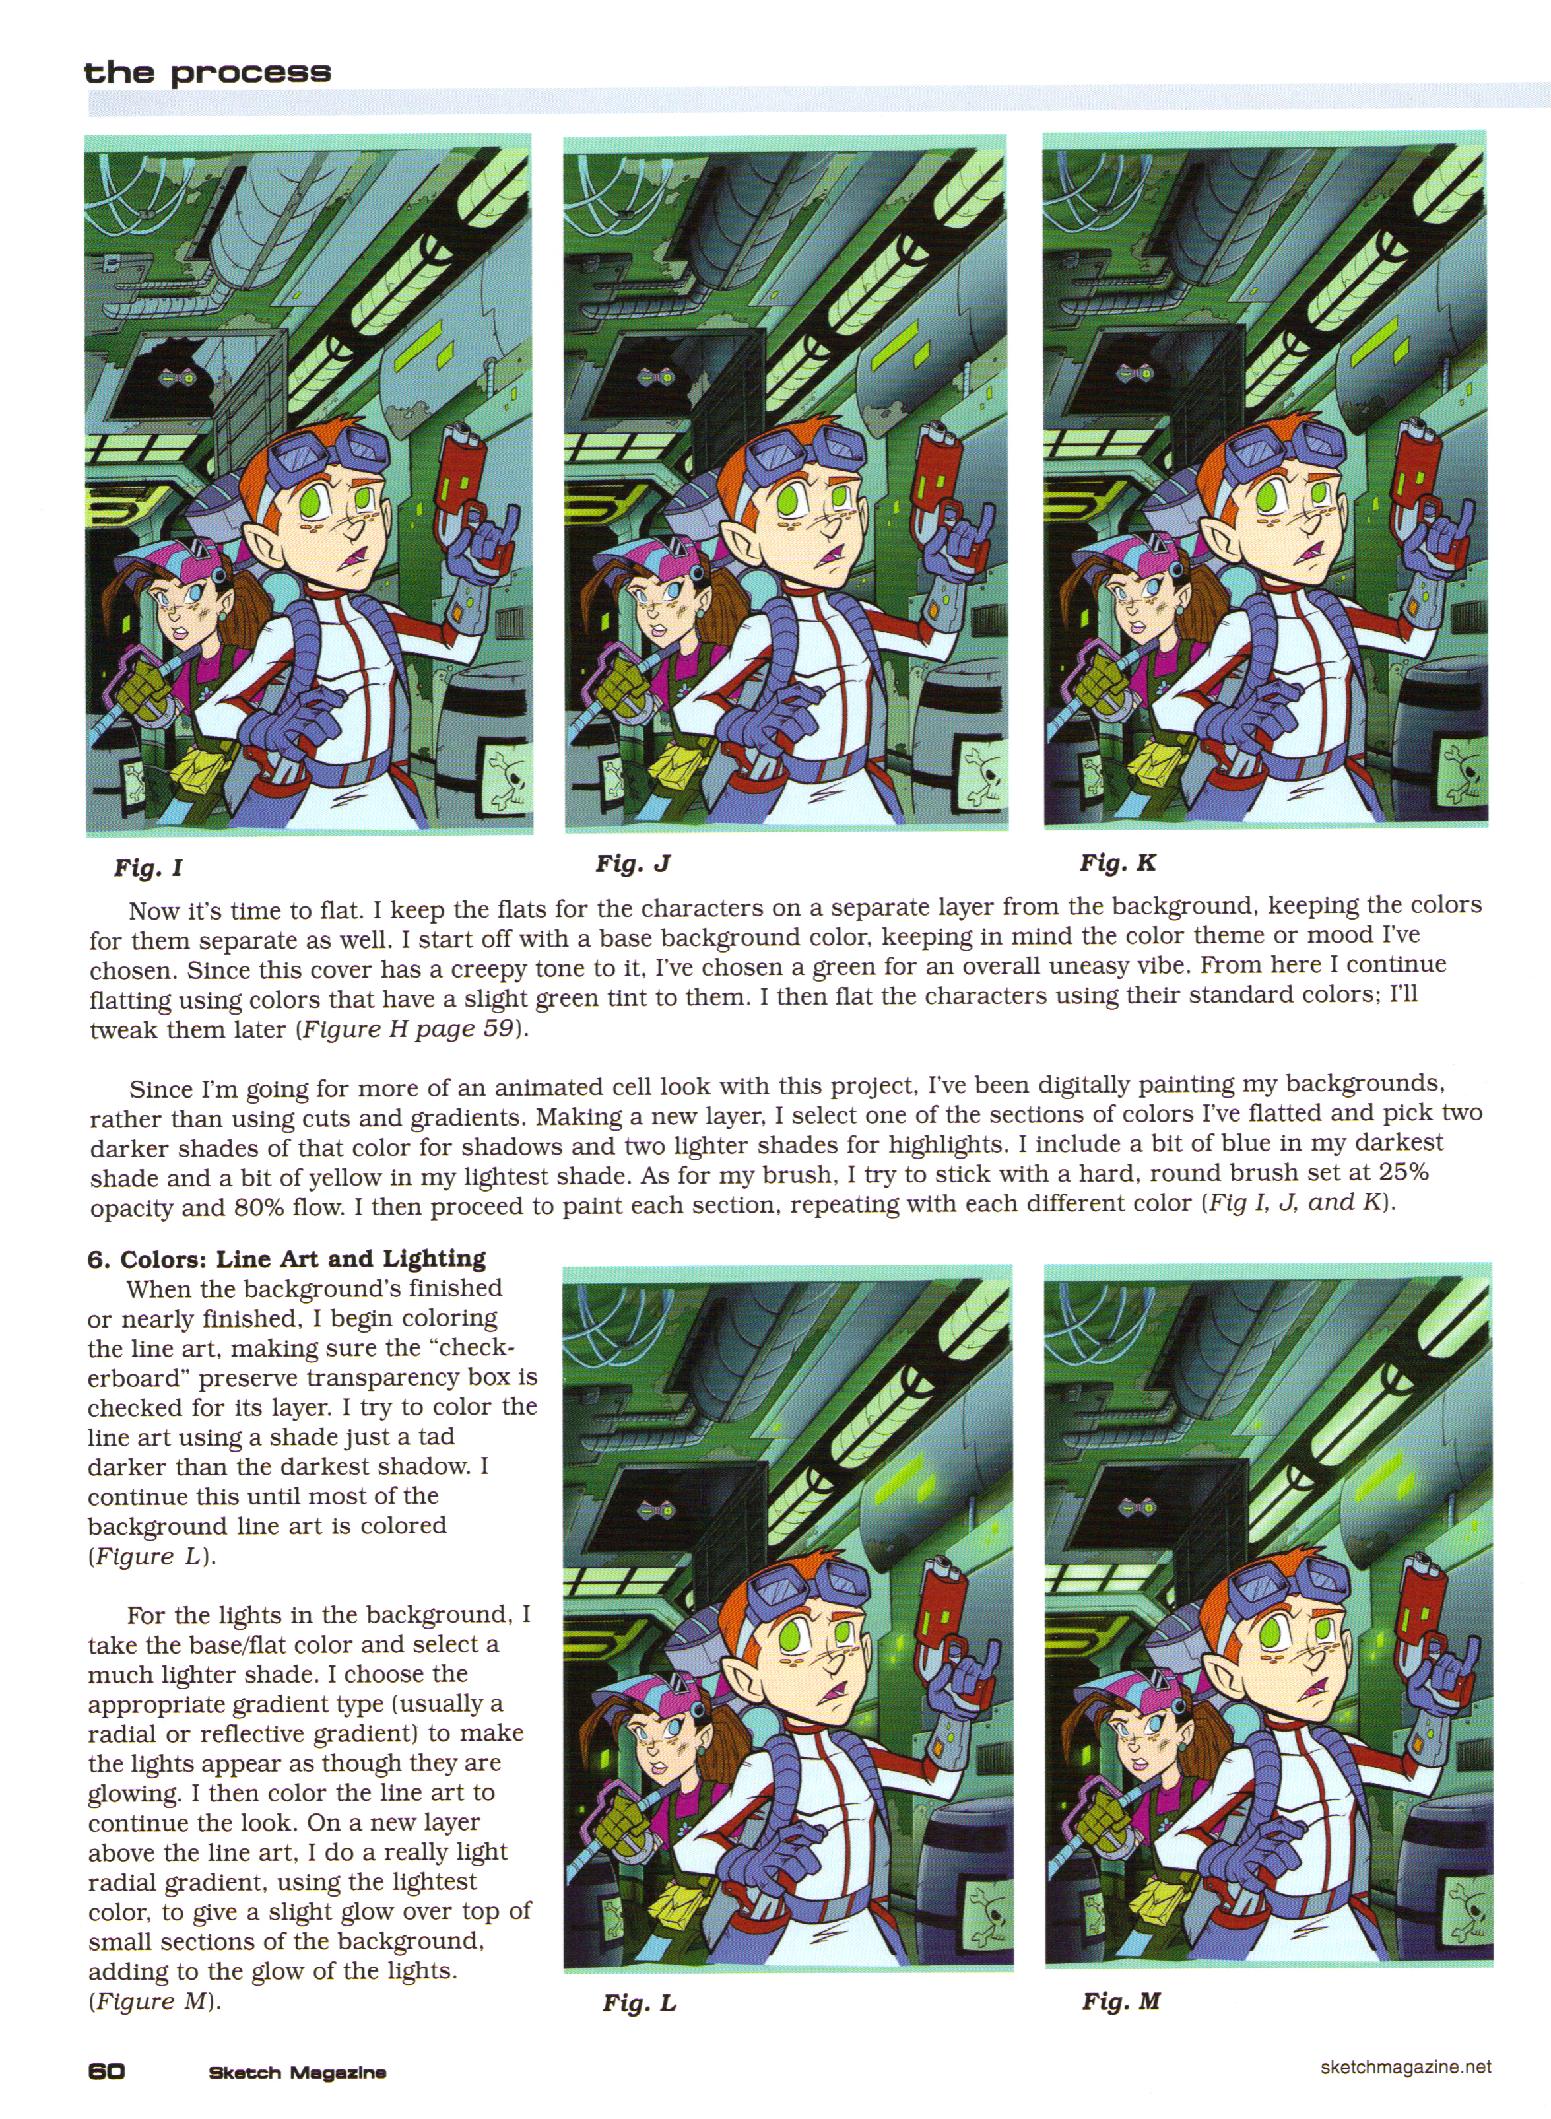 the process
Fig. I
Fig. J
Fig. K
Now it's time to flat. I keep the flats for the characters on a separate layer from the background, keeping the colors
for them separate as well. I start off with a base background color, keeping in mind the color theme or mood I've
chosen. Since this cover has a creepy tone to it, I've chosen a green for an overall uneasy vibe. From here I continue
flatting using colors that have a slight green tint to them. I then flat the characters using their standard colors; I'll
tweak them later (Figure H page 59).
Since I'm going for more of an animated cell look with this project, I've been digitally painting my backgrounds,
rather than using cuts and gradients. Making a new layer, I select one of the sections of colors I've flatted and pick two
darker shades of that color for shadows and two lighter shades for highlights. I include a bit of blue in my darkest
shade and a bit of yellow in my lightest shade. As for my brush, I try to stick with a hard, round brush set at 25%
opacity and 80% flow. I then proceed to paint each section, repeating with each different color (Fig I, J, and K).
6. Colors: Line Art and Lighting
When the background's finished
or nearly finished, I begin coloring
the line art, making sure the “check-
erboard” preserve transparency box is
checked for its layer. I try to color the
line art using a shade just a tad
darker than the darkest shadow. I
continue this until most of the
background line art is colored
(Figure L).
For the lights in the background, I
take the base/flat color and select a
much lighter shade. I choose the
appropriate gradient type (usually a
radial or reflective gradient) to make
the lights appear as though they are
glowing. I then color the line art to
continue the look. On a new layer
above the line art, I do a really light
radial gradient, using the lightest
color, to give a slight glow over top of
small sections of the background,
adding to the glow of the lights.
(Figure M).
Fig. L
Fig. M
60
Sketch Magazine
sketchmagazine.net